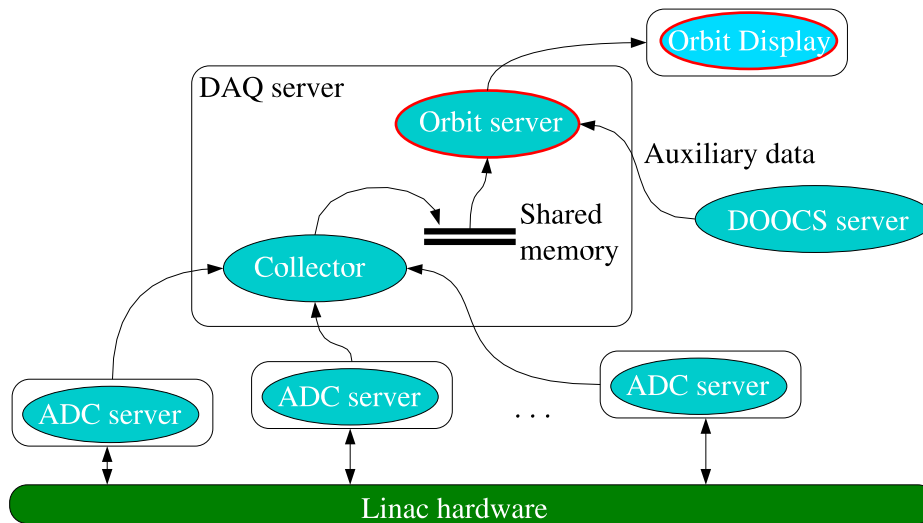 Orbit Display
DAQ server
Orbit server
Auxiliary data
Shared
memory
DOOCS server
Collector
ADC server
ADC server
. . .
ADC server
Linac hardware